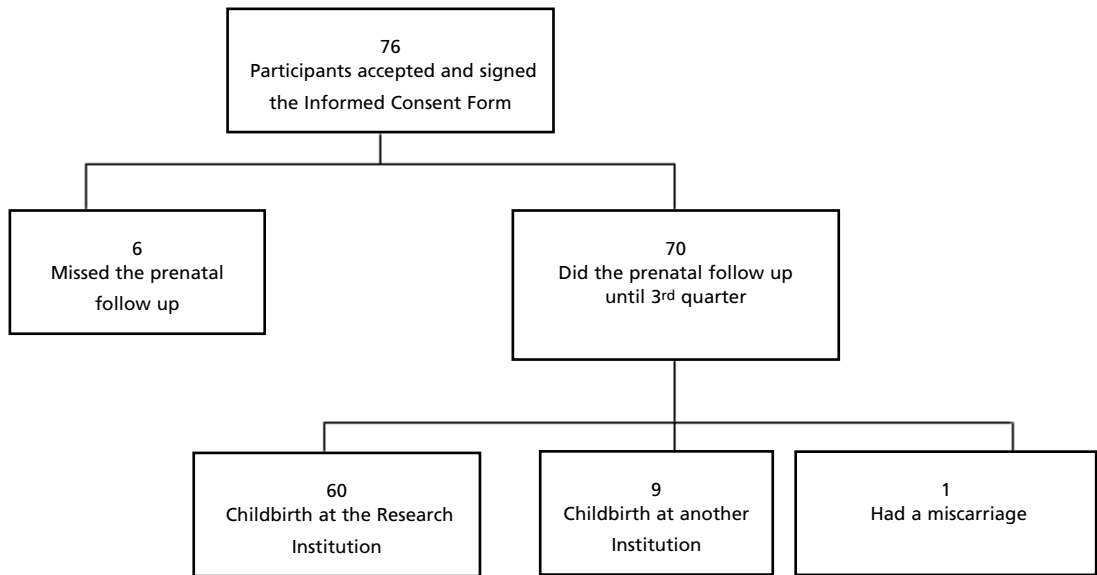 76
Participants accepted and signed
the Informed Consent Form
6
Missed the prenatal
follow up
70
Did the prenatal follow up
until 3rd quarter
60
Childbirth at the Research
Institution
9
Childbirth at another
Institution
1
Had a miscarriage